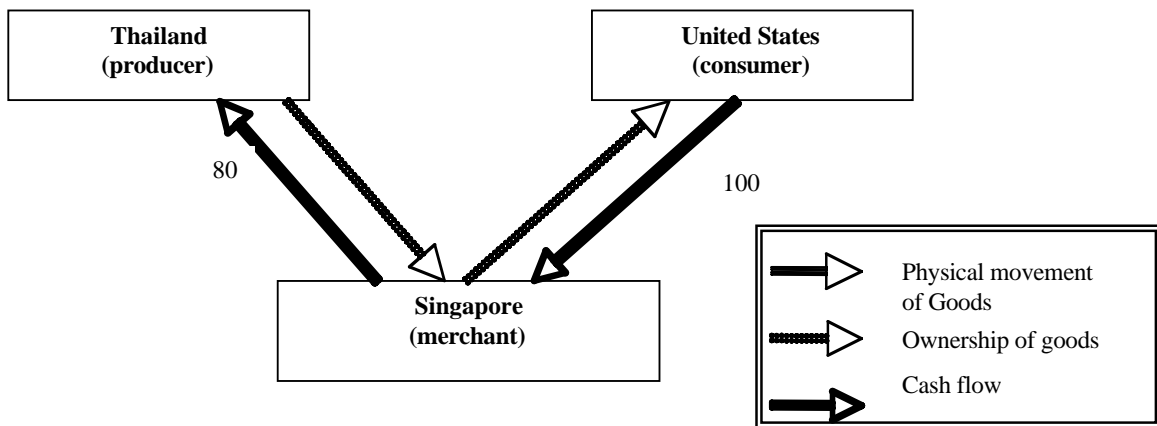 Thailand
(producer)
United States
(consumer)
80
100
Singapore
(merchant)
Physical movement
of Goods
Ownership of goods
Cash flow